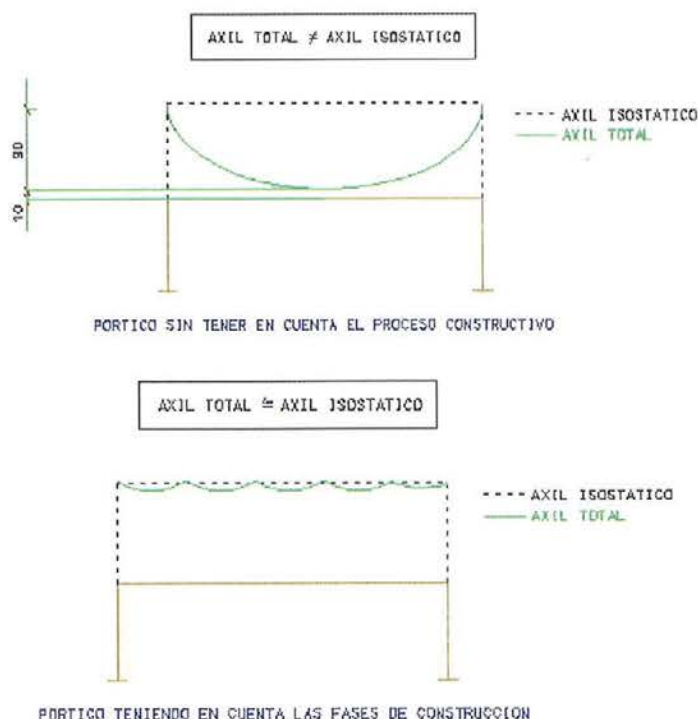 AXIL TOTAL ≠ AXIL ISOSTATICO
AXIL ISOSTATICO
AXIL TOTAL
90
10
PORTICO SIN TENER EN CUENTA EL PROCESO CONSTRUCTIVO
AXIL TOTAL ≅ AXIL ISOSTATICO
AXIL ISOSTATICO
AXIL TOTAL
PORTICO TENIENDO EN CUENTA LAS FASES DE CONSTRUCCION